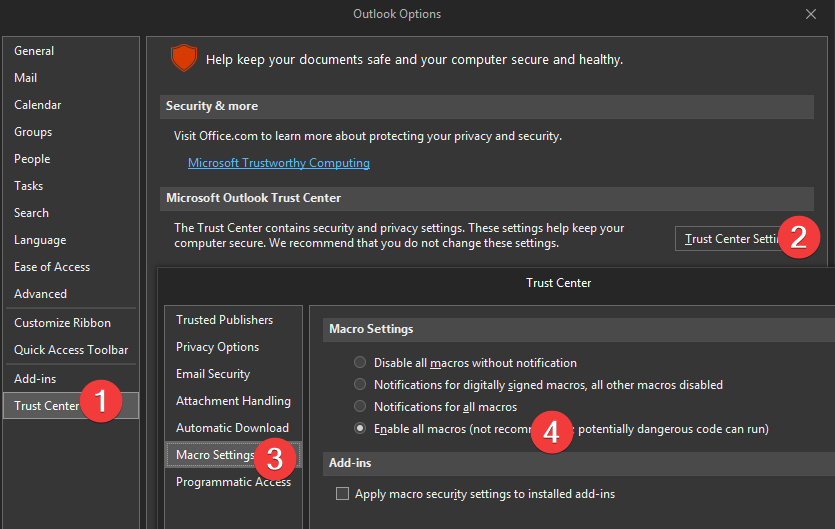 Outlook Options
General
Mail
Calendar
Groups
People
Tasks
Search
Language
Ease of Access
Advanced
Customize Ribbon
Quick Access Toolbar
Add-ins
Trust Center
1
Help keep your documents safe and your computer secure and healthy.
Security & more
Visit Office.com to learn more about protecting your privacy and security.
Microsoft Trustworthy Computing
Microsoft Outlook Trust Center
The Trust Center contains security and privacy settings. These settings help keep your
computer secure. We recommend that you do not change these settings.
Trust Center
2
Trust Center
Trusted Publishers
Privacy Options
Email Security
Attachment Handling
Automatic Download
Macro Settings
3
Programmatic Access
Macro Settings
Disable all macros without notification
Notifications for digitally signed macros, all other macros disabled
Notifications for all macros
Enable all macros (not
4
potentially dangerous code can run)
Add-ins
Apply macro security settings to installed add-ins